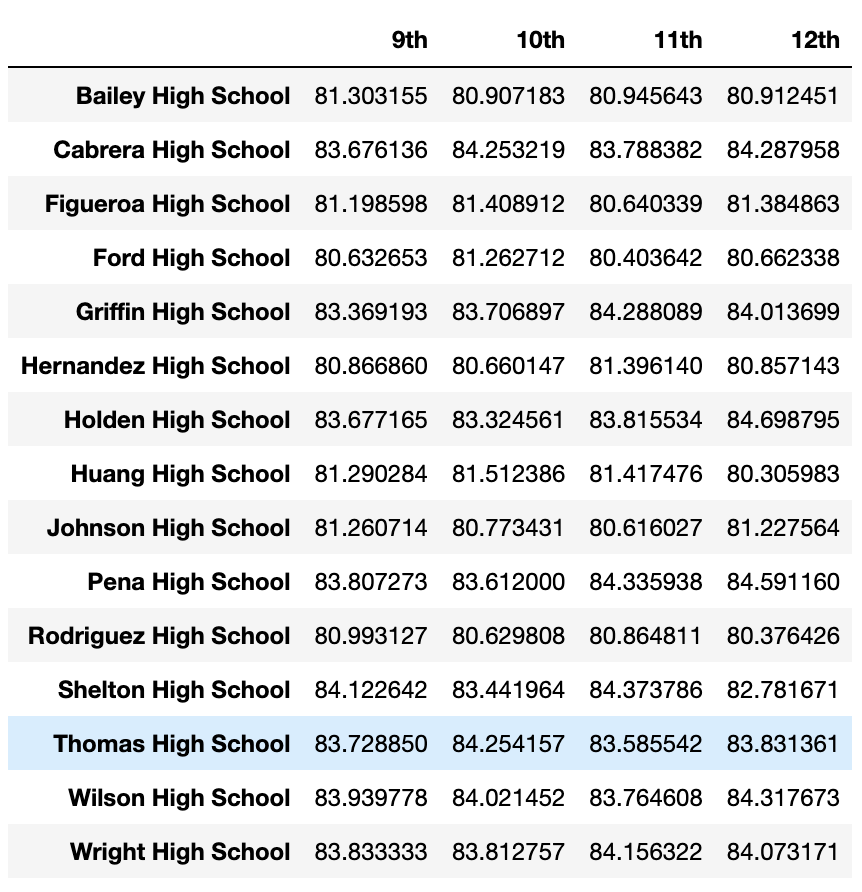 9th 10th 11th 12th
Bailey High School 81.303155 80.907183 80.945643 80.912451
Cabrera High School 83.676136 84.253219 83.788382 84.287958
Figueroa High School 81.198598 81.408912 80.640339 81.384863
Ford High School 80.632653 81.262712 80.403642 80.662338
Griffin High School 83.369193 83.706897 84.288089 84.013699
Hernandez High School 80.866860 80.660147 81.396140 80.857143
Holden High School 83.677165 83.324561 83.815534 84.698795
Huang High School 81.290284 81.512386 81.417476 80.305983
Johnson High School 81.260714 80.773431 80.616027 81.227564
Pena High School 83.807273 83.612000 84.335938 84.591160
Rodriguez High School 80.993127 80.629808 80.864811 80.376426
Shelton High School 84.122642 83.441964 84.373786 82.781671
Thomas High School 83.728850 84.254157 83.585542 83.831361
Wilson High School 83.939778 84.021452 83.764608 84.317673
Wright High School 83.833333 83.812757 84.156322 84.073171